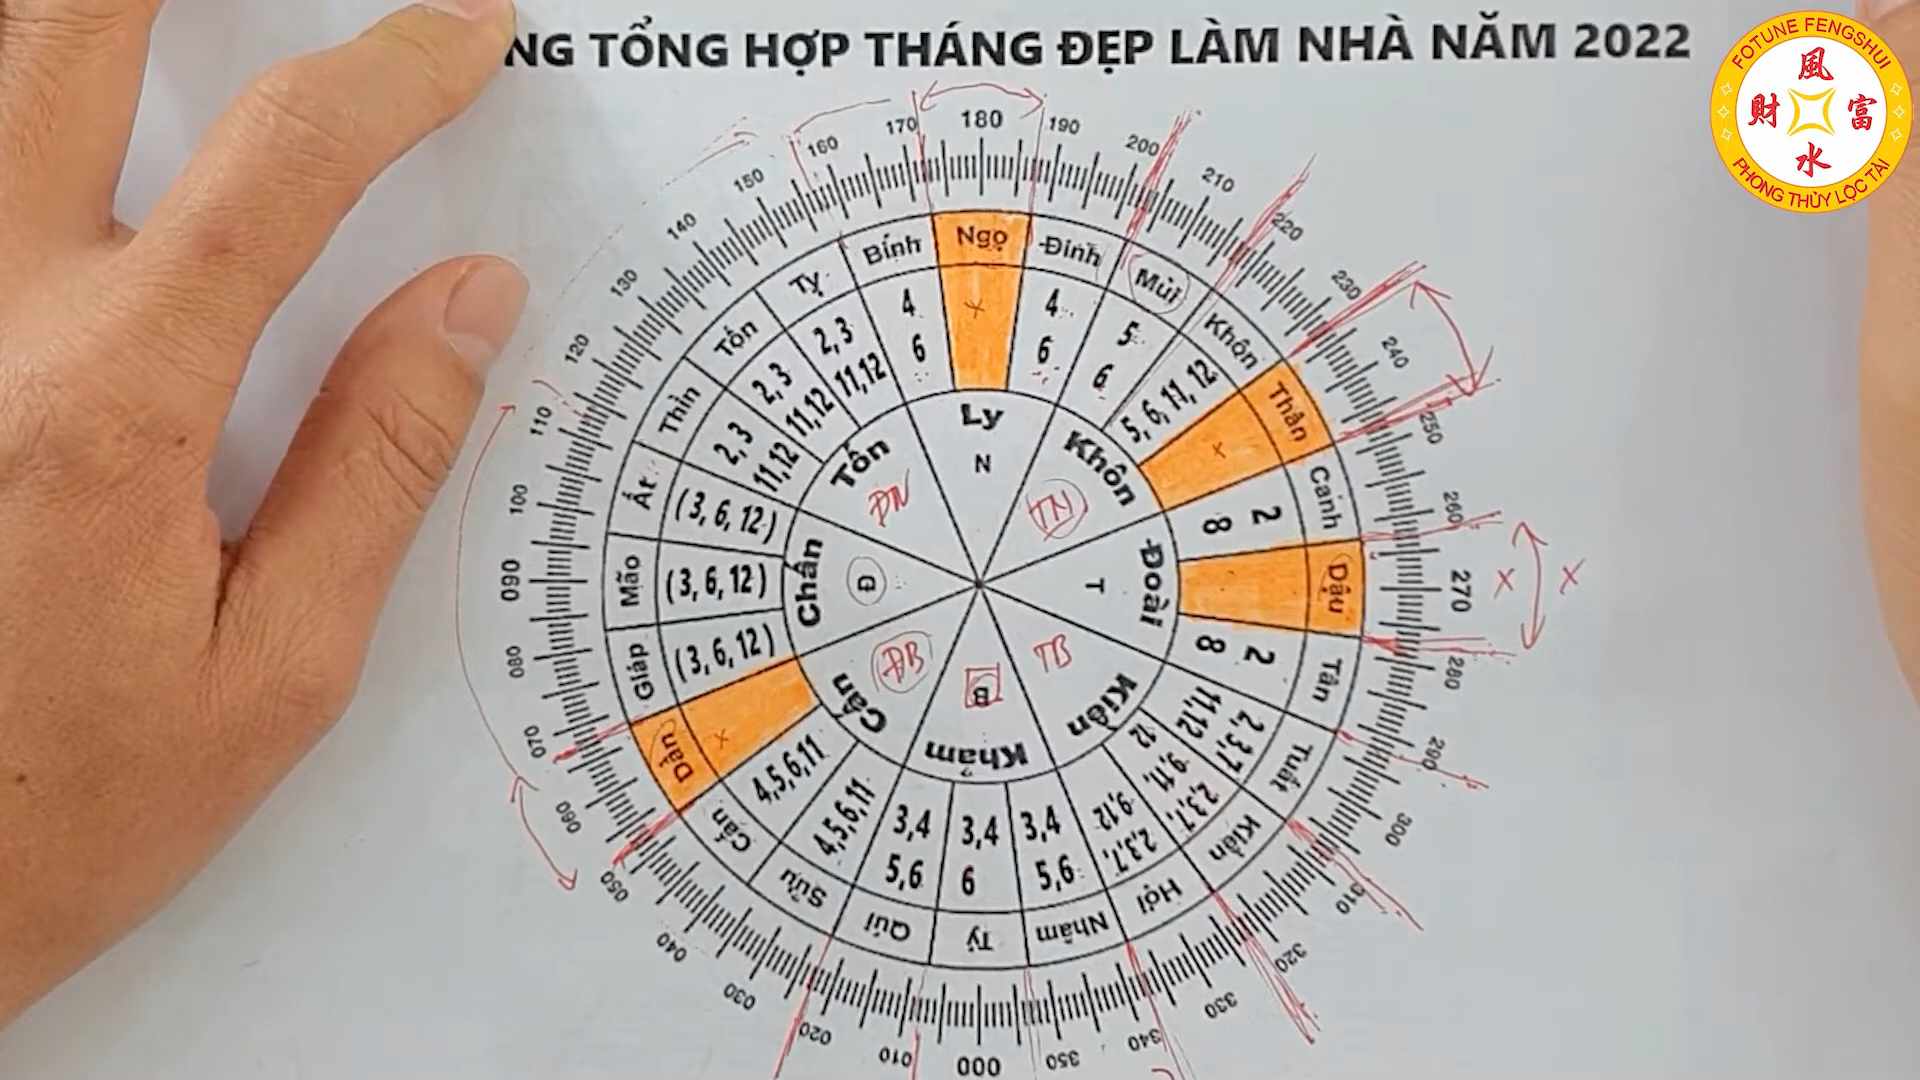 NG TỔNG HỢP THÁNG ĐẸP LÀM NHÀ NĂM 2022
FOTUNE FENGSHUI
風
財 富
水
PHONG THỦY LỘC TÀI
180
190
200
210
220
230
240
250
260
270
280
290
300
310
320
330
340
350
000
010
020
030
040
050
060
070
080
090
100
110
120
130
140
150
160
170
Ngọ
×
Đinh
4
6
Mùi
5
6
Khôn
5, 6, 11, 12
Thân
×
Canh
2
8
Dậu
× ×
Tân
2
8
Tuất
2,3,7
11,12
Kiền
2,3,7,
9,11,
12
Hợi
2,3,7,
9,12
Nhâm
3,4
5,6
Tý
3,4
6
Quí
3,4
5,6
Sửu
4,5,6,11
Cấn
4,5,6,11
Dần
×
Giáp
(3, 6, 12)
Mão
(3, 6, 12)
Ất
(3, 6, 12)
Thìn
2, 3
11,12
Tốn
2, 3
11,12
Tỵ
2, 3
11,12
Bính
4
6
Ly
N
Khôn
TN
Đoài
T
Kiền
TB
Kham
B
Cấn
ĐB
Chấn
Đ
Tốn
ĐN